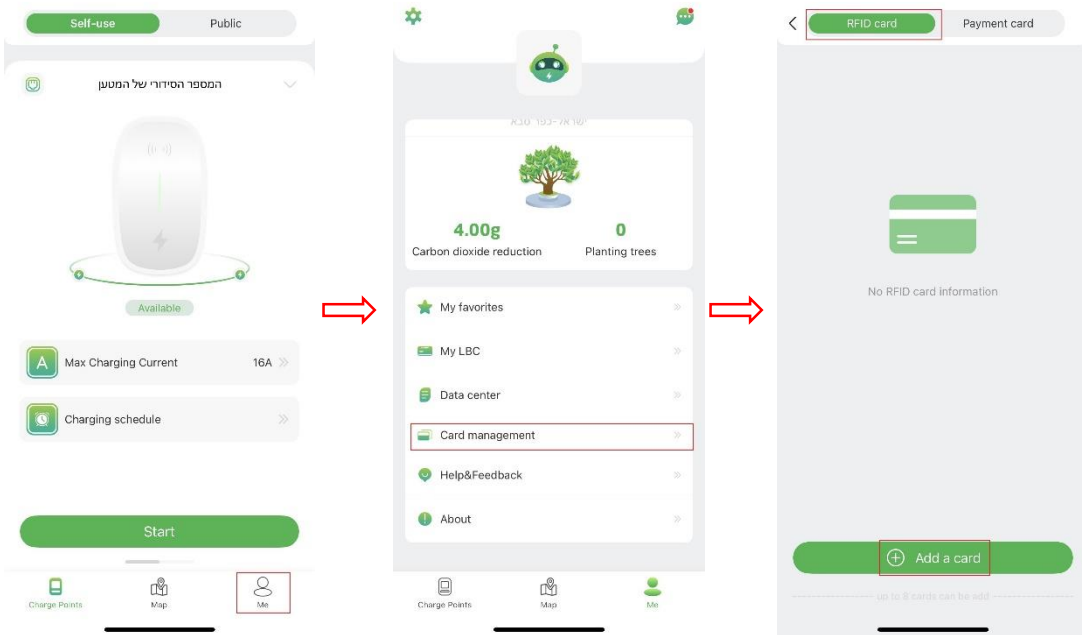 Self-use
Public
המספר הסידורי של המטען
Available
Max Charging Current
16A
Charging schedule
Start
Charge Points
Map
Me
ישראל-כפר סבא
4.00g
0
Carbon dioxide reduction
Planting trees
My favorites
My LBC
Data center
Card management
Help&Feedback
About
Charge Points
Map
Me
RFID card
Payment card
No RFID card information
Add a card
up to 8 cards can be add